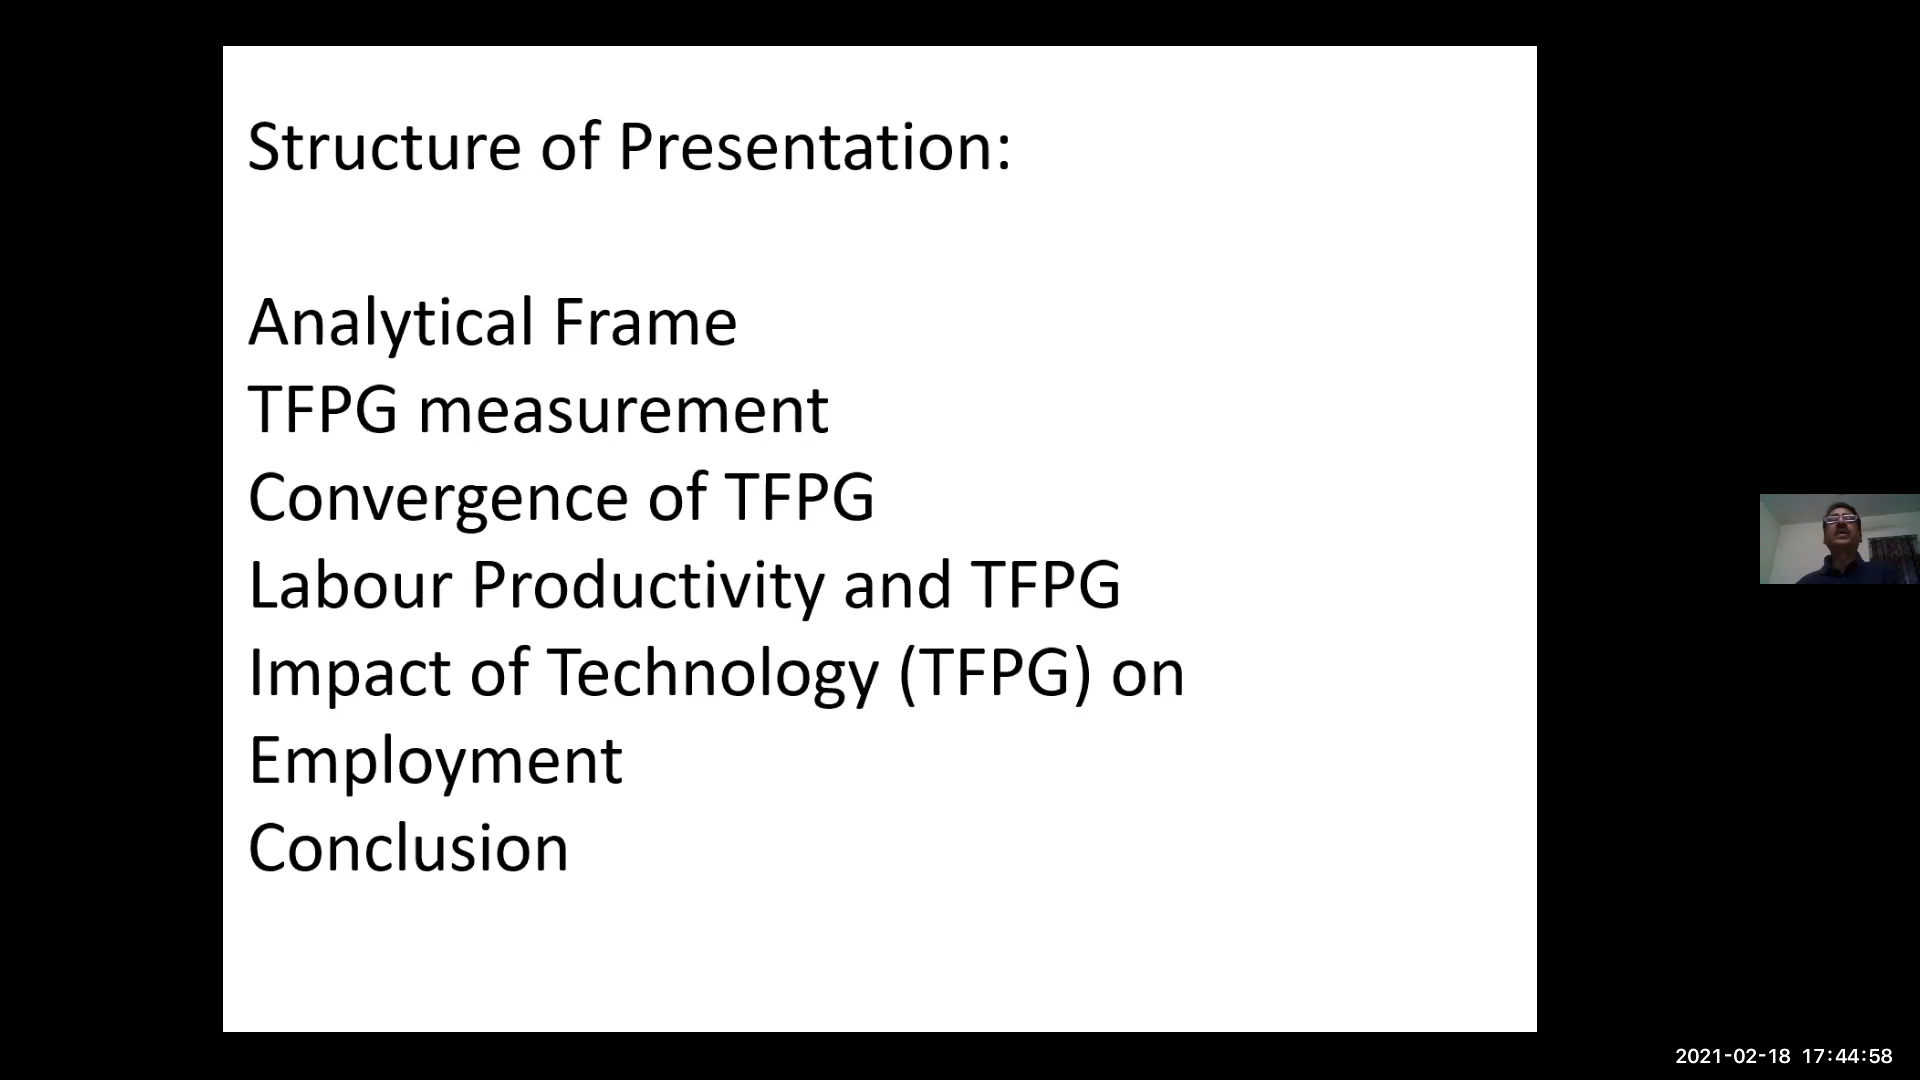 Structure of Presentation:
Analytical Frame
TFPG measurement
Convergence of TFPG
Labour Productivity and TFPG
Impact of Technology (TFPG) on
Employment
Conclusion
2021-02-18 17:44:58